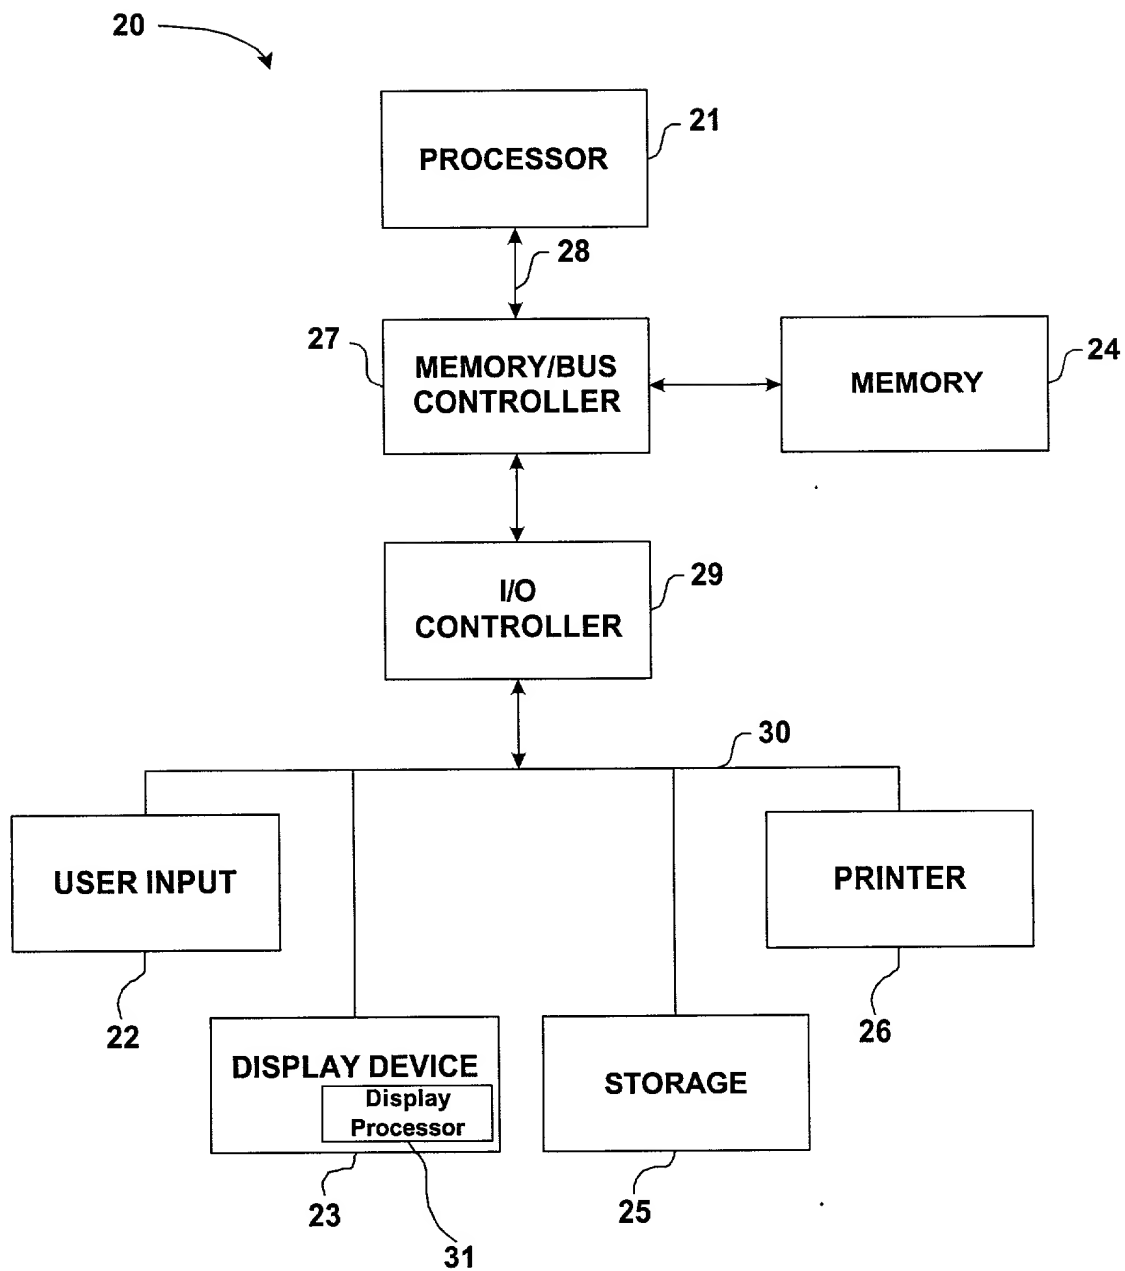 20
PROCESSOR
21
28
27
MEMORY/BUS
CONTROLLER
MEMORY
24
I/O
CONTROLLER
29
30
USER INPUT
22
PRINTER
26
DISPLAY DEVICE
Display
Processor
23
31
STORAGE
25